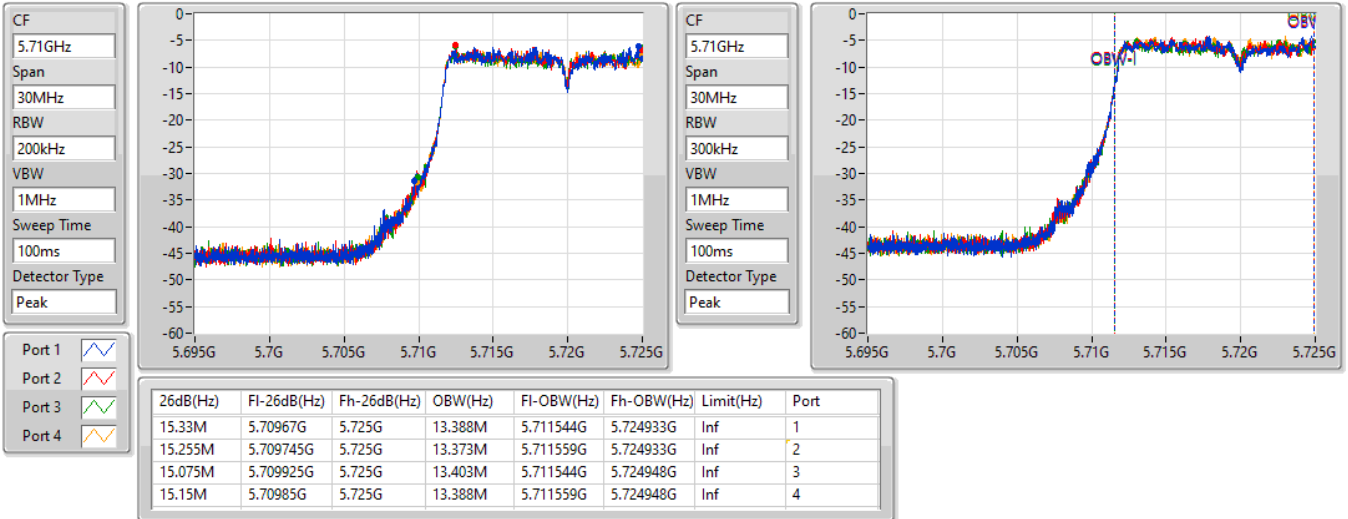 CF
5.71GHz
Span
30MHz
RBW
200kHz
VBW
1MHz
Sweep Time
100ms
Detector Type
Peak
0
-5
-10
-15
-20
-25
-30
-35
-40
-45
-50
-55
-60
5.695G 5.7G 5.705G 5.71G 5.715G 5.72G 5.725G
CF
5.71GHz
Span
30MHz
RBW
300kHz
VBW
1MHz
Sweep Time
100ms
Detector Type
Peak
0
-5
-10
-15
-20
-25
-30
-35
-40
-45
-50
-55
-60
OBW-l
OBW
5.695G 5.7G 5.705G 5.71G 5.715G 5.72G 5.725G
Port 1
Port 2
Port 3
Port 4
26dB(Hz) Fl-26dB(Hz) Fh-26dB(Hz) OBW(Hz) Fl-OBW(Hz) Fh-OBW(Hz) Limit(Hz) Port
15.33M 5.70967G 5.725G 13.388M 5.711544G 5.724933G Inf 1
15.255M 5.709745G 5.725G 13.373M 5.711559G 5.724933G Inf 2
15.075M 5.709925G 5.725G 13.403M 5.711544G 5.724948G Inf 3
15.15M 5.70985G 5.725G 13.388M 5.711559G 5.724948G Inf 4